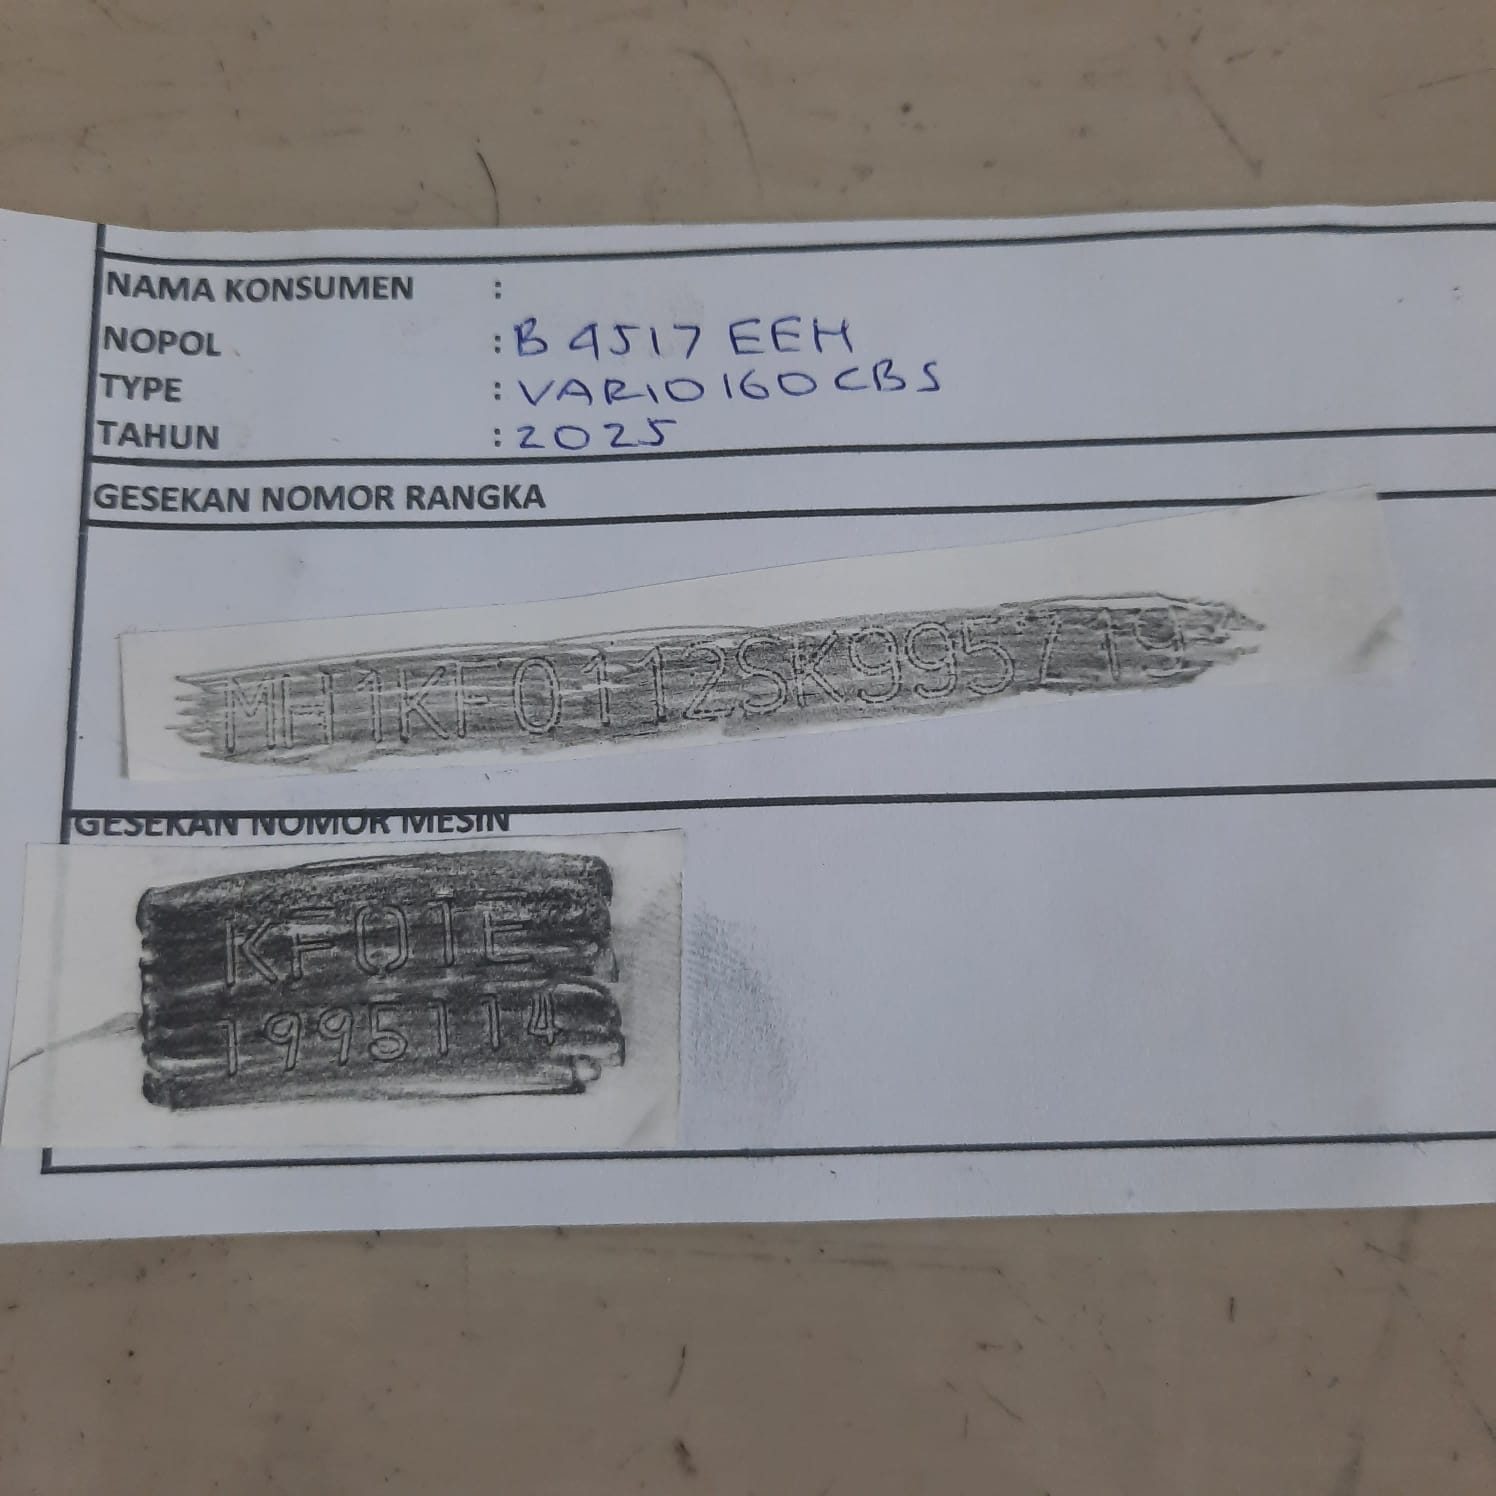 NAMA KONSUMEN :
NOPOL : B 4517 EEH
TYPE : VARIO 160 CBS
TAHUN : 2025
GESEKAN NOMOR RANGKA
MH1KF0112SK995719
GESEKAN NOMOR MESIN
KF01E
1995114